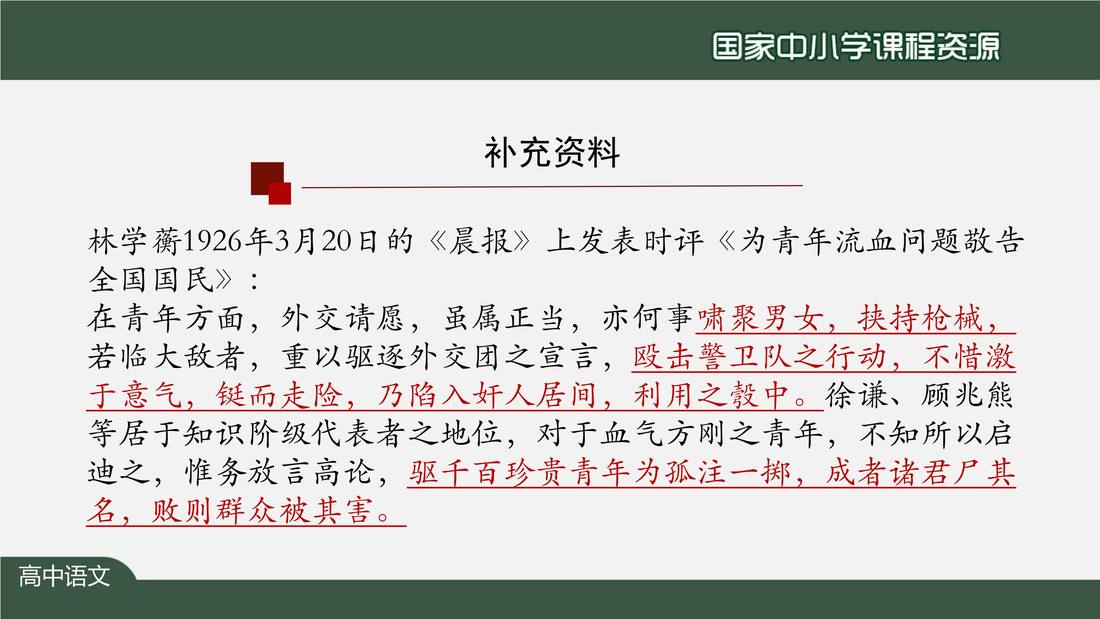 国家中小学课程资源
补充资料
林学蘅1926年3月20日的《晨报》上发表时评《为青年流血问题敬告
全国国民》：
在青年方面，外交请愿，虽属正当，亦何事啸聚男女，挟持枪械，
若临大敌者，重以驱逐外交团之宣言，殴击警卫队之行动，不惜激
于意气，铤而走险，乃陷入奸人居间，利用之彀中。徐谦、顾兆熊
等居于知识阶级代表者之地位，对于血气方刚之青年，不知所以启
迪之，惟务放言高论，驱千百珍贵青年为孤注一掷，成者诸君尸其
名，败则群众被其害。
高中语文